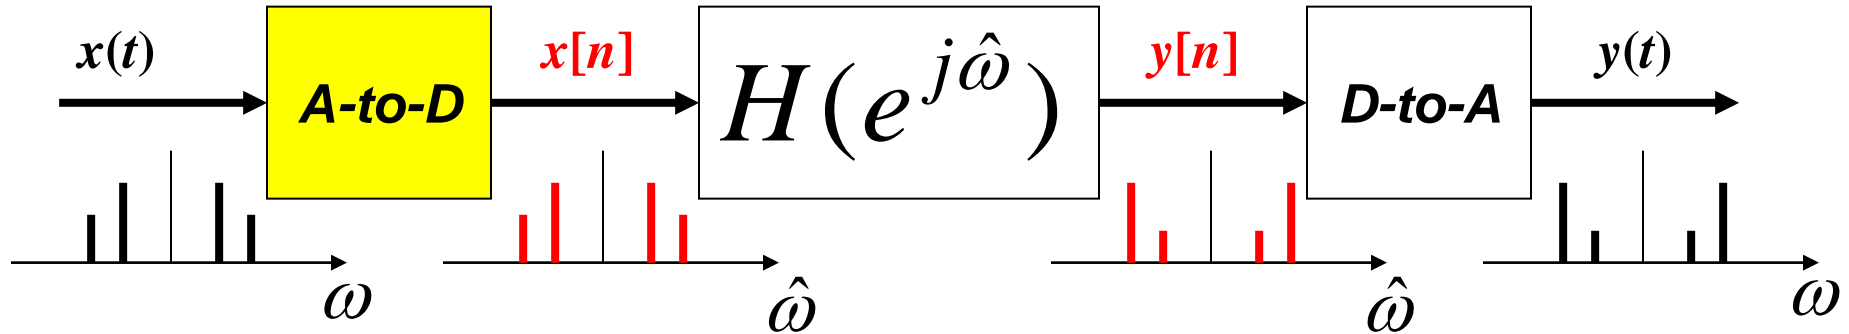 x(t) x[n] y[n] y(t)
A-to-D H(e^{jω̂}) D-to-A
ω ω̂ ω̂ ω